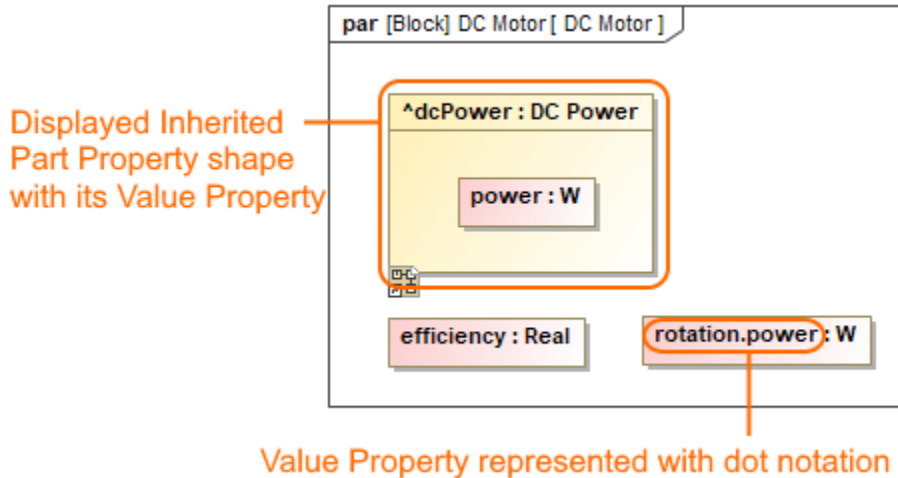 par [Block] DC Motor [ DC Motor ]
^dcPower : DC Power
Displayed Inherited
Part Property shape
with its Value Property
power : W
efficiency : Real
rotation.power : W
Value Property represented with dot notation